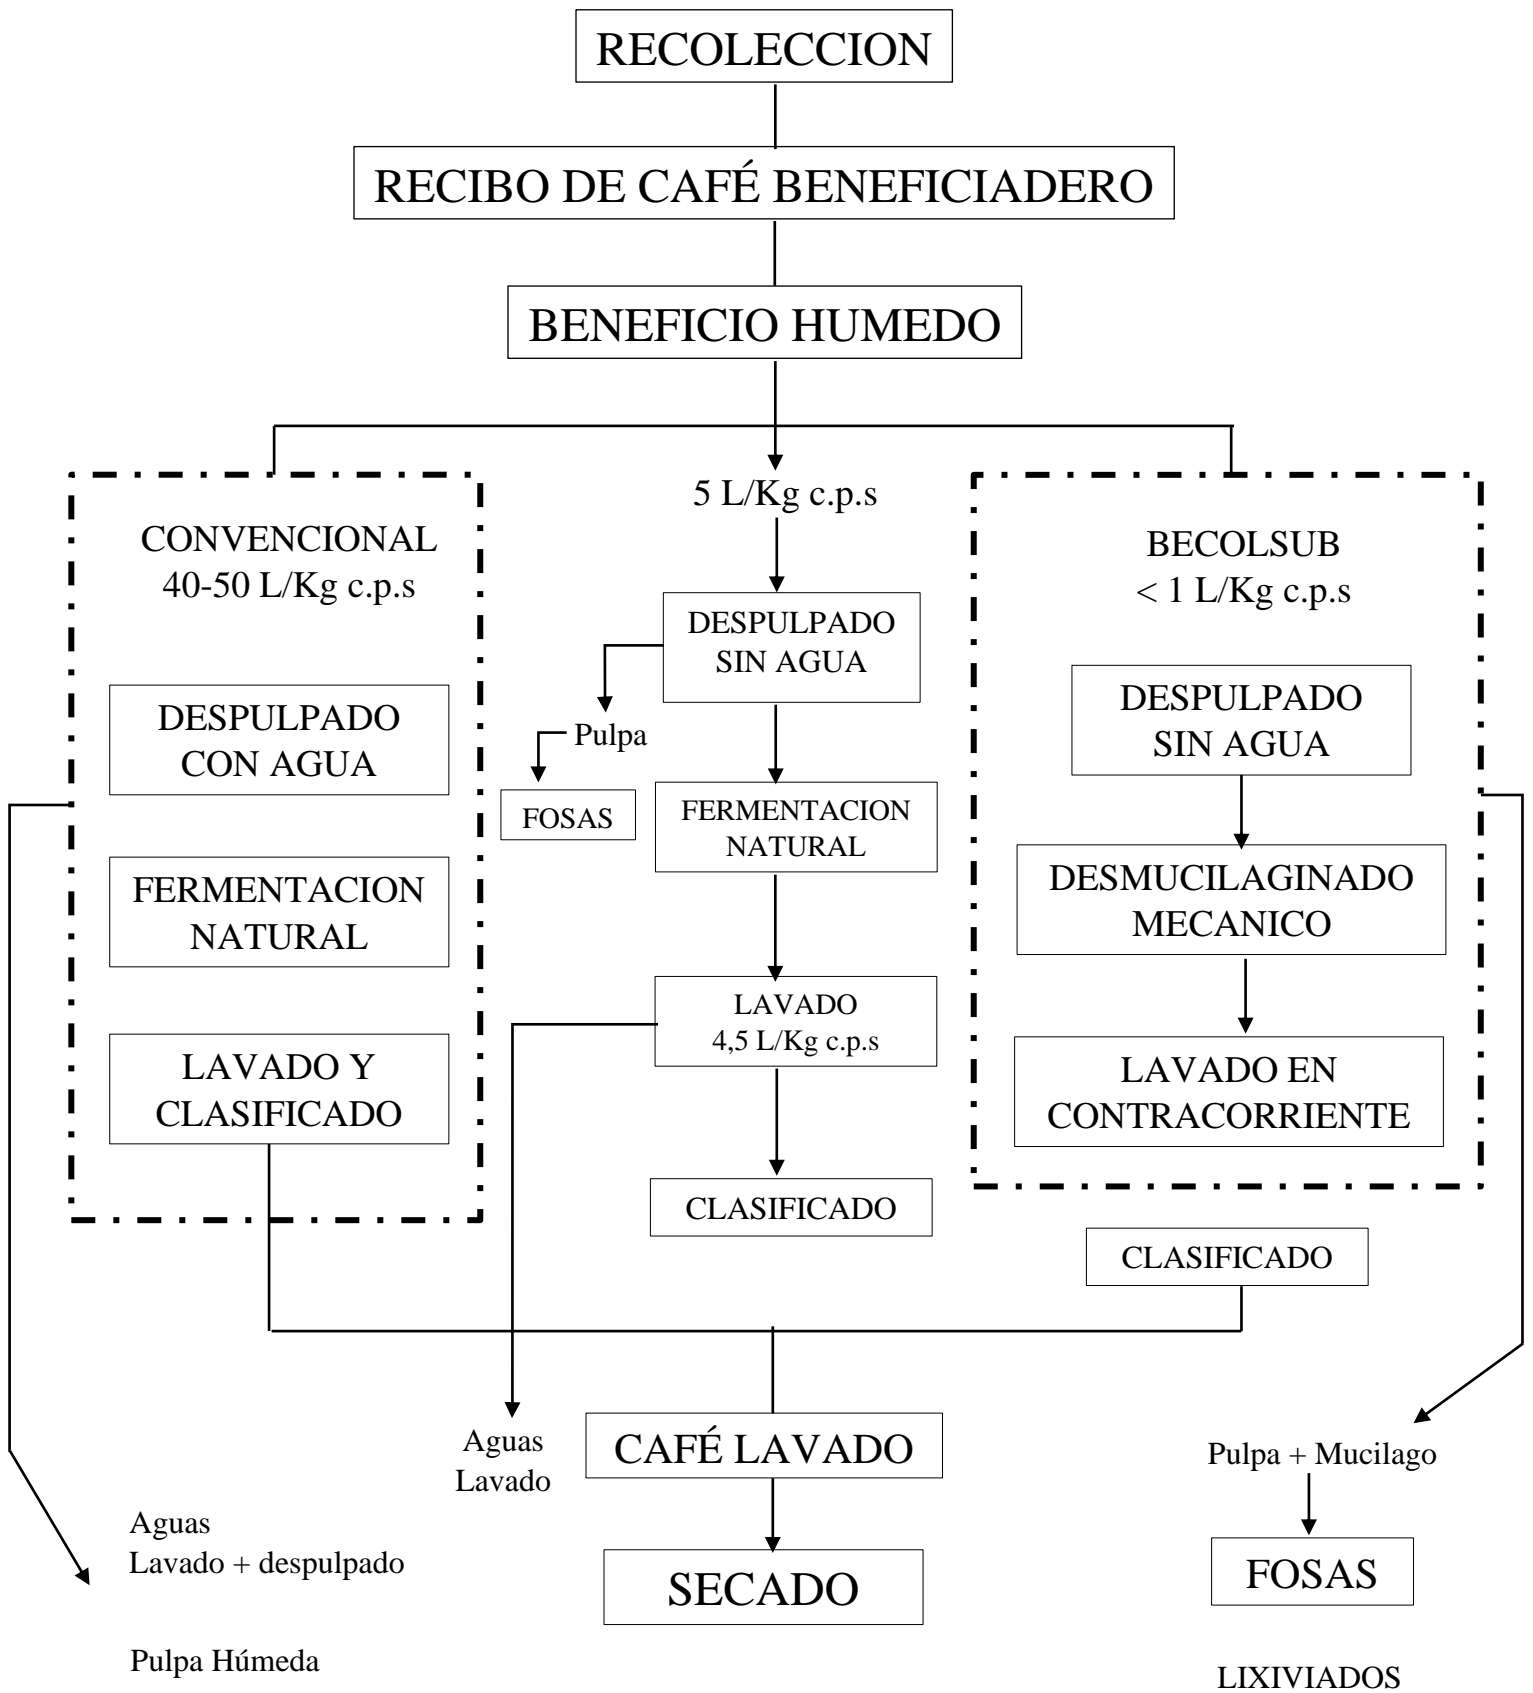 RECOLECCION
RECIBO DE CAFÉ BENEFICIADERO
BENEFICIO HUMEDO
CONVENCIONAL
40-50 L/Kg c.p.s
DESPULPADO
CON AGUA
FERMENTACION
NATURAL
LAVADO Y
CLASIFICADO
5 L/Kg c.p.s
DESPULPADO
SIN AGUA
Pulpa
FOSAS
FERMENTACION
NATURAL
LAVADO
4,5 L/Kg c.p.s
CLASIFICADO
BECOLSUB
< 1 L/Kg c.p.s
DESPULPADO
SIN AGUA
DESMUCILAGINADO
MECANICO
LAVADO EN
CONTRACORRIENTE
CLASIFICADO
Aguas
Lavado
CAFÉ LAVADO
SECADO
Aguas
Lavado + despulpado
Pulpa Húmeda
Pulpa + Mucilago
FOSAS
LIXIVIADOS